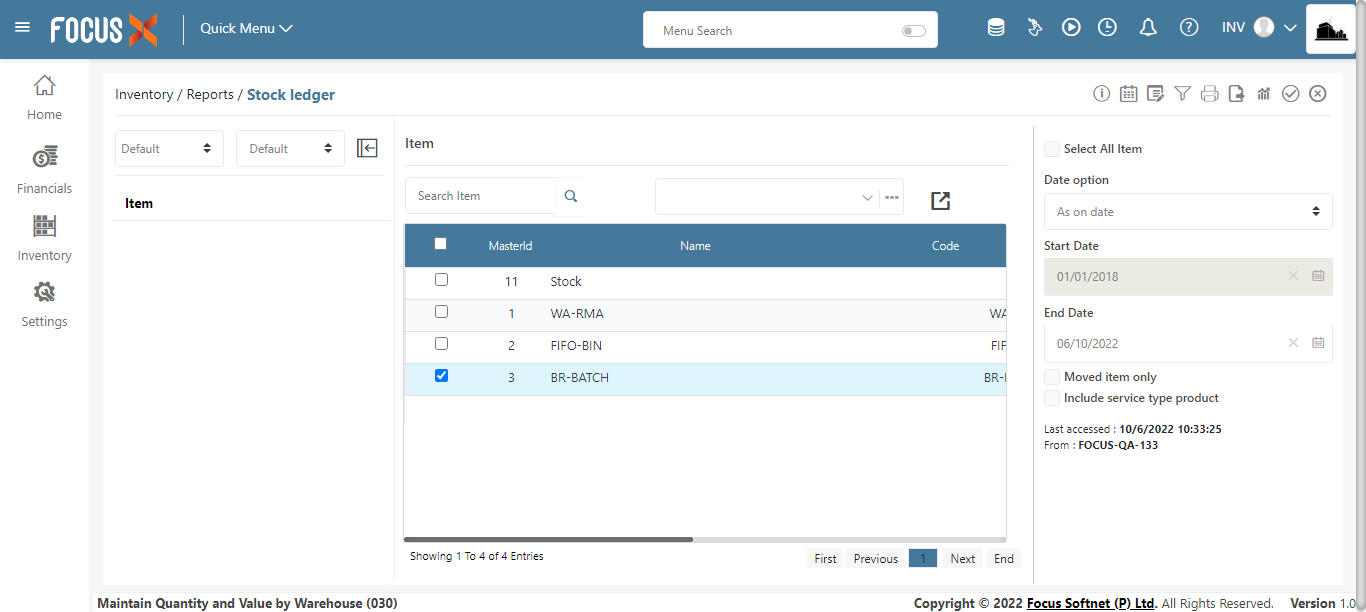 FOCUS X
Quick Menu
Menu Search
INV
Home
Financials
Inventory
Settings
Inventory / Reports / Stock ledger
Default
Default
Item
Item
Search Item
MasterId Name Code
11 Stock
1 WA-RMA WA
2 FIFO-BIN FIF
3 BR-BATCH BR-
Showing 1 To 4 of 4 Entries
First Previous 1 Next End
Select All Item
Date option
As on date
Start Date
01/01/2018
End Date
06/10/2022
Moved item only
Include service type product
Last accessed : 10/6/2022 10:33:25
From : FOCUS-QA-133
Maintain Quantity and Value by Warehouse (030)
Copyright © 2022 Focus Softnet (P) Ltd. All Rights Reserved. Version 1.0